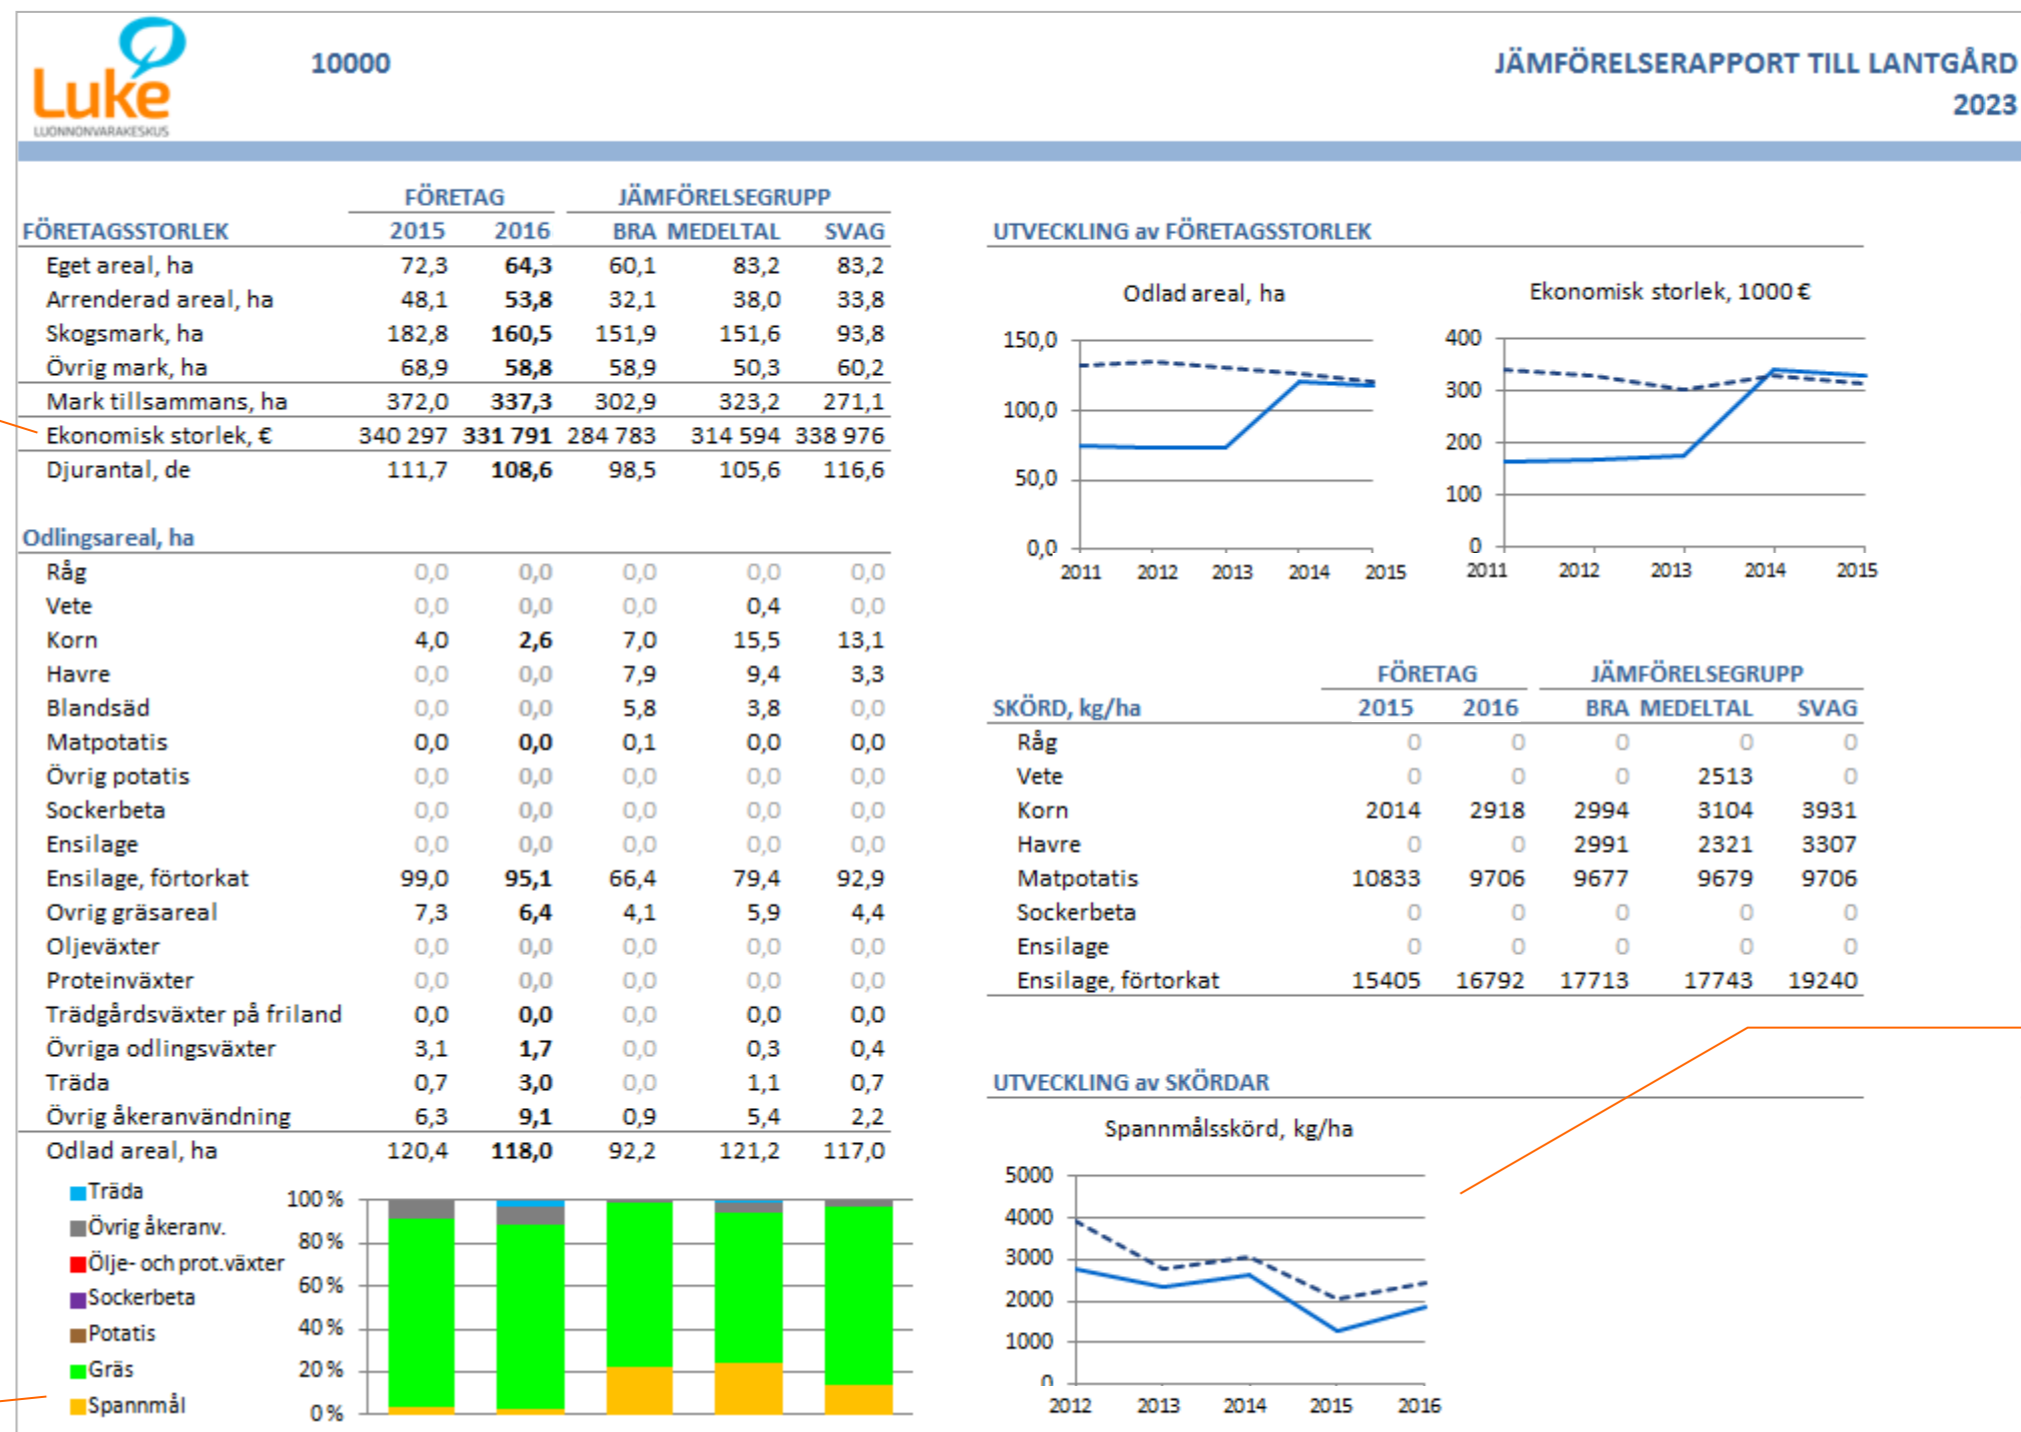 Luke
LUONNONVARAKESKUS
10000
JÄMFÖRELSERAPPORT TILL LANTGÅRD
2023
FÖRETAG JÄMFÖRELSEGRUPP
FÖRETAGSSTORLEK 2015 2016 BRA MEDELTAL SVAG
Eget areal, ha 72,3 64,3 60,1 83,2 83,2
Arrenderad areal, ha 48,1 53,8 32,1 38,0 33,8
Skogsmark, ha 182,8 160,5 151,9 151,6 93,8
Övrig mark, ha 68,9 58,8 58,9 50,3 60,2
Mark tillsammans, ha 372,0 337,3 302,9 323,2 271,1
Ekonomisk storlek, € 340 297 331 791 284 783 314 594 338 976
Djurantal, de 111,7 108,6 98,5 105,6 116,6
Odlingsareal, ha
Råg 0,0 0,0 0,0 0,0 0,0
Vete 0,0 0,0 0,0 0,4 0,0
Korn 4,0 2,6 7,0 15,5 13,1
Havre 0,0 0,0 7,9 9,4 3,3
Blandsäd 0,0 0,0 5,8 3,8 0,0
Matpotatis 0,0 0,0 0,1 0,0 0,0
Övrig potatis 0,0 0,0 0,0 0,0 0,0
Sockerbeta 0,0 0,0 0,0 0,0 0,0
Ensilage 0,0 0,0 0,0 0,0 0,0
Ensilage, förtorkat 99,0 95,1 66,4 79,4 92,9
Ovrig gräsareal 7,3 6,4 4,1 5,9 4,4
Oljeväxter 0,0 0,0 0,0 0,0 0,0
Proteinväxter 0,0 0,0 0,0 0,0 0,0
Trädgårdsväxter på friland 0,0 0,0 0,0 0,0 0,0
Övriga odlingsväxter 3,1 1,7 0,0 0,3 0,4
Träda 0,7 3,0 0,0 1,1 0,7
Övrig åkeranvändning 6,3 9,1 0,9 5,4 2,2
Odlad areal, ha 120,4 118,0 92,2 121,2 117,0
Träda
Övrig åkeranv.
Ölje- och prot.växter
Sockerbeta
Potatis
Gräs
Spannmål
100 %
80 %
60 %
40 %
20 %
0 %
UTVECKLING av FÖRETAGSSTORLEK
Odlad areal, ha
150,0
100,0
50,0
0,0
2011 2012 2013 2014 2015
Ekonomisk storlek, 1000 €
400
300
200
100
0
2011 2012 2013 2014 2015
FÖRETAG JÄMFÖRELSEGRUPP
SKÖRD, kg/ha 2015 2016 BRA MEDELTAL SVAG
Råg 0 0 0 0 0
Vete 0 0 0 2513 0
Korn 2014 2918 2994 3104 3931
Havre 0 0 2991 2321 3307
Matpotatis 10833 9706 9677 9679 9706
Sockerbeta 0 0 0 0 0
Ensilage 0 0 0 0 0
Ensilage, förtorkat 15405 16792 17713 17743 19240
UTVECKLING av SKÖRDAR
Spannmålsskörd, kg/ha
5000
4000
3000
2000
1000
0
2012 2013 2014 2015 2016